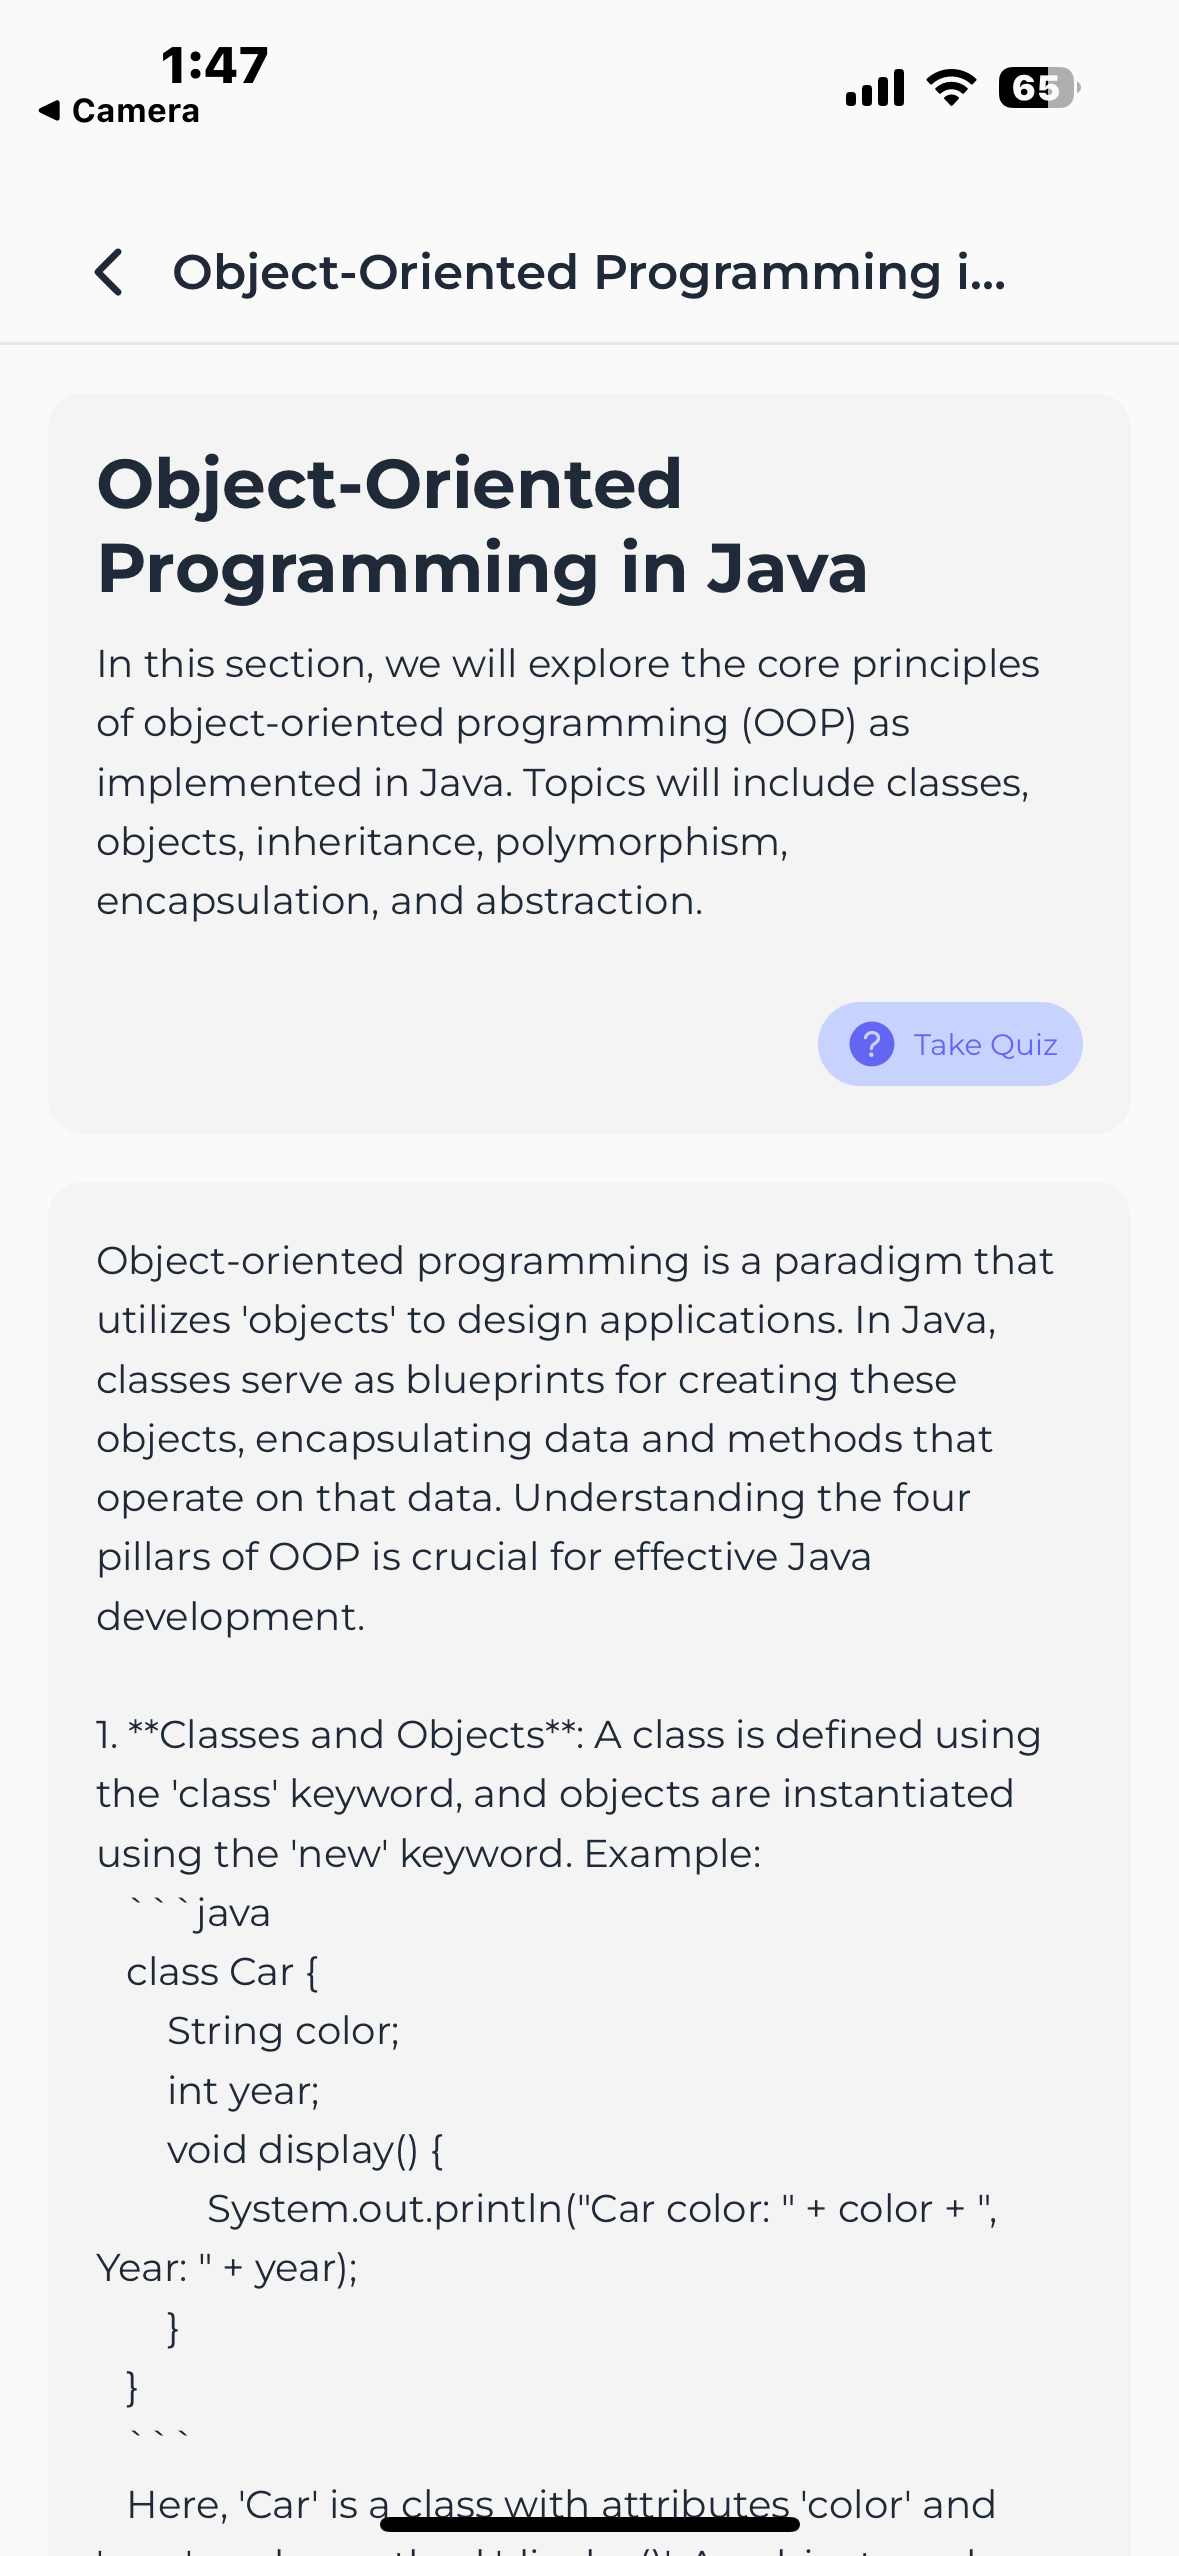 1:47
◀ Camera
65
Object-Oriented Programming i...
Object-Oriented
Programming in Java
In this section, we will explore the core principles
of object-oriented programming (OOP) as
implemented in Java. Topics will include classes,
objects, inheritance, polymorphism,
encapsulation, and abstraction.
? Take Quiz
Object-oriented programming is a paradigm that
utilizes 'objects' to design applications. In Java,
classes serve as blueprints for creating these
objects, encapsulating data and methods that
operate on that data. Understanding the four
pillars of OOP is crucial for effective Java
development.
1. **Classes and Objects**: A class is defined using
the 'class' keyword, and objects are instantiated
using the 'new' keyword. Example:
```java
class Car {
String color;
int year;
void display() {
System.out.println("Car color: " + color + ",
Year: " + year);
}
}
```
Here, 'Car' is a class with attributes 'color' and